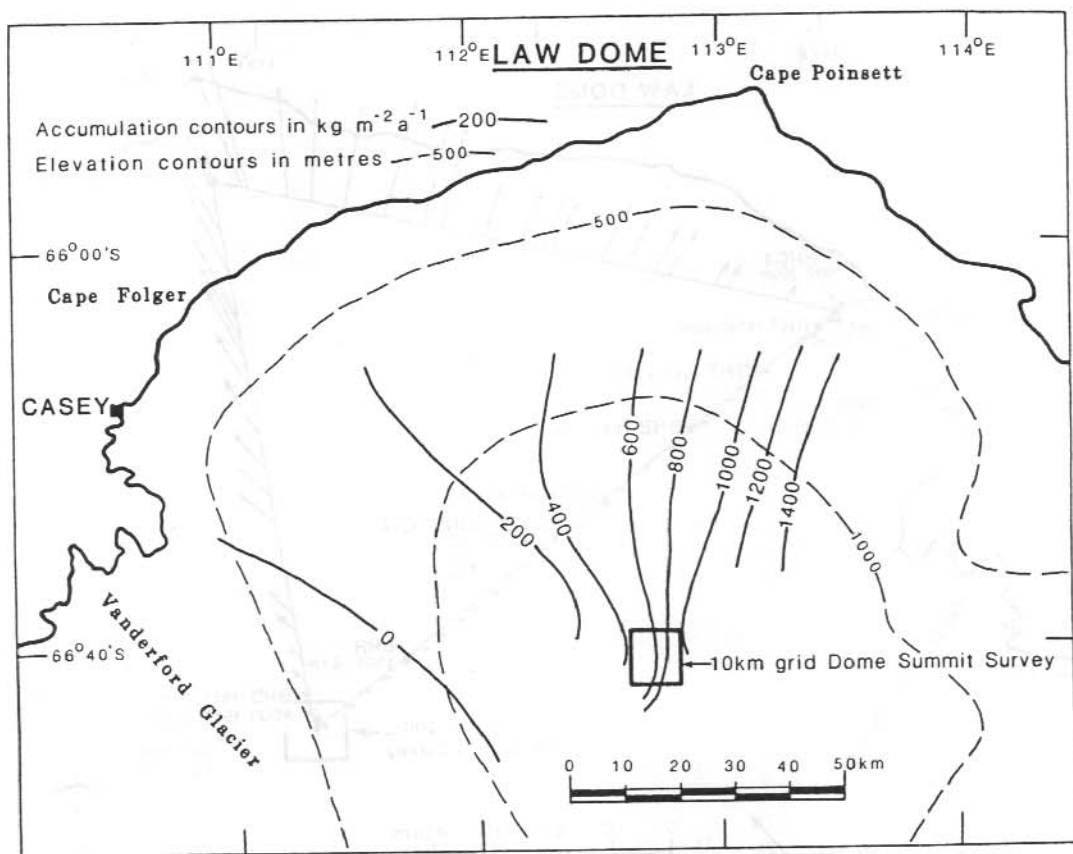 111°E
112°E
113°E
114°E
LAW DOME
Cape Poinsett
Accumulation contours in kg m⁻²a⁻¹ 200
Elevation contours in metres 500
500
66°00'S
Cape Folger
CASEY
600
800
1000
1200
1400
400
200
1000
0
66°40'S
10km grid Dome Summit Survey
Vanderford Glacier
0 10 20 30 40 50km